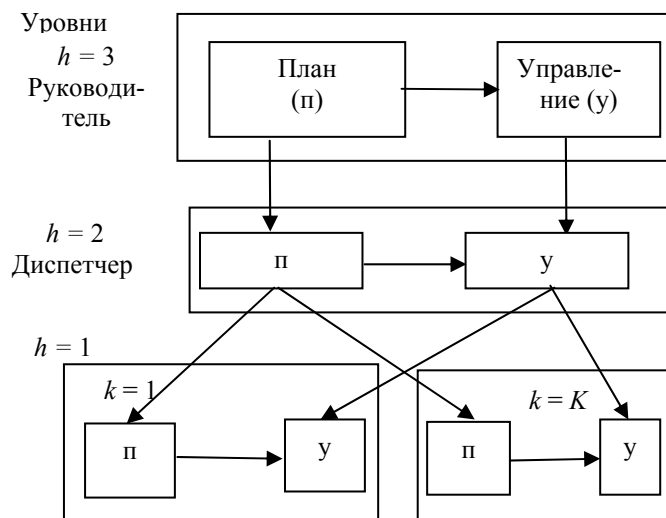 Уровни
h = 3
Руководи-
тель
План
(п)
Управле-
ние (у)
h = 2
Диспетчер
п
у
h = 1
k = 1
п
у
k = K
п
у